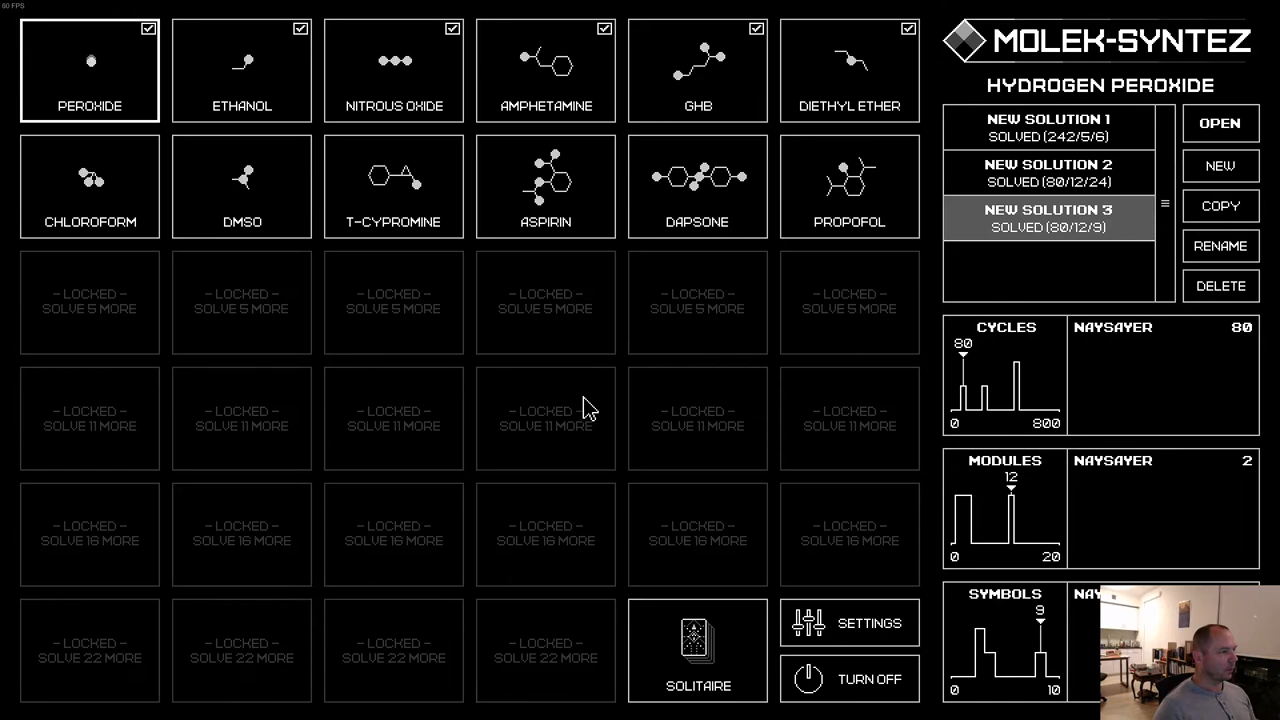 60 FPS
PEROXIDE
ETHANOL
NITROUS OXIDE
AMPHETAMINE
GHB
DIETHYL ETHER
CHLOROFORM
DMSO
T-CYPROMINE
ASPIRIN
DAPSONE
PROPOFOL
- LOCKED -
SOLVE 5 MORE
- LOCKED -
SOLVE 5 MORE
- LOCKED -
SOLVE 5 MORE
- LOCKED -
SOLVE 5 MORE
- LOCKED -
SOLVE 5 MORE
- LOCKED -
SOLVE 5 MORE
- LOCKED -
SOLVE 11 MORE
- LOCKED -
SOLVE 11 MORE
- LOCKED -
SOLVE 11 MORE
- LOCKED -
SOLVE 11 MORE
- LOCKED -
SOLVE 11 MORE
- LOCKED -
SOLVE 11 MORE
- LOCKED -
SOLVE 16 MORE
- LOCKED -
SOLVE 16 MORE
- LOCKED -
SOLVE 16 MORE
- LOCKED -
SOLVE 16 MORE
- LOCKED -
SOLVE 16 MORE
- LOCKED -
SOLVE 16 MORE
- LOCKED -
SOLVE 22 MORE
- LOCKED -
SOLVE 22 MORE
- LOCKED -
SOLVE 22 MORE
- LOCKED -
SOLVE 22 MORE
SOLITAIRE
SETTINGS
TURN OFF
MOLEK-SYNTEZ
HYDROGEN PEROXIDE
NEW SOLUTION 1
SOLVED (242/5/6)
NEW SOLUTION 2
SOLVED (80/12/24)
NEW SOLUTION 3
SOLVED (80/12/9)
OPEN
NEW
COPY
RENAME
DELETE
CYCLES
80
0 800
NAYSAYER 80
MODULES
12
0 20
NAYSAYER 2
SYMBOLS
9
0 10